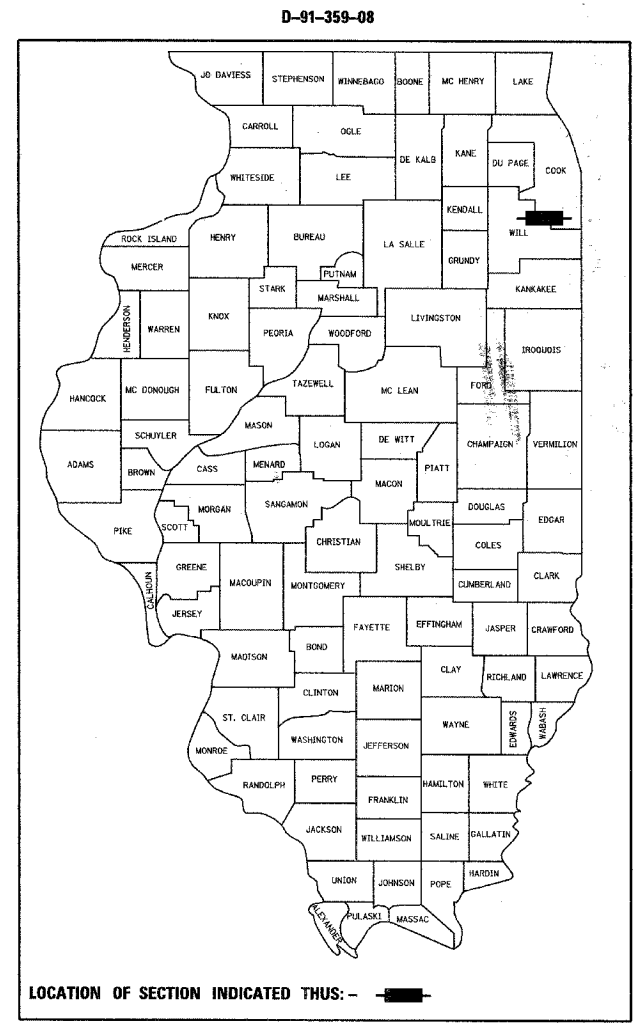 D-91-359-08
JO DAVIESS STEPHENSON WINNEBAGO BOONE MC HENRY LAKE
CARROLL OGLE DE KALB KANE DU PAGE COOK
WHITESIDE LEE
KENDALL
ROCK ISLAND HENRY BUREAU LA SALLE WILL
MERCER PUTNAM GRUNDY
STARK MARSHALL KANKAKEE
HENDERSON WARREN KNOX PEORIA WOODFORD LIVINGSTON IROQUOIS
HANCOCK MC DONOUGH FULTON TAZEWELL MC LEAN FORD
SCHUYLER MASON LOGAN DE WITT CHAMPAIGN VERMILION
ADAMS BROWN CASS MENARD PIATT
MACON
PIKE SCOTT MORGAN SANGAMON MOULTRIE DOUGLAS EDGAR
CHRISTIAN COLES
CALHOUN GREENE MACOUPIN MONTGOMERY SHELBY CUMBERLAND CLARK
JERSEY
FAYETTE EFFINGHAM JASPER CRAWFORD
MADISON BOND
CLAY RICHLAND LAWRENCE
CLINTON MARION
ST. CLAIR WAYNE EDWARDS WABASH
MONROE WASHINGTON JEFFERSON
RANDOLPH PERRY HAMILTON WHITE
FRANKLIN
JACKSON WILLIAMSON SALINE GALLATIN
UNION JOHNSON POPE HARDIN
ALEXANDER PULASKI MASSAC
LOCATION OF SECTION INDICATED THUS: -